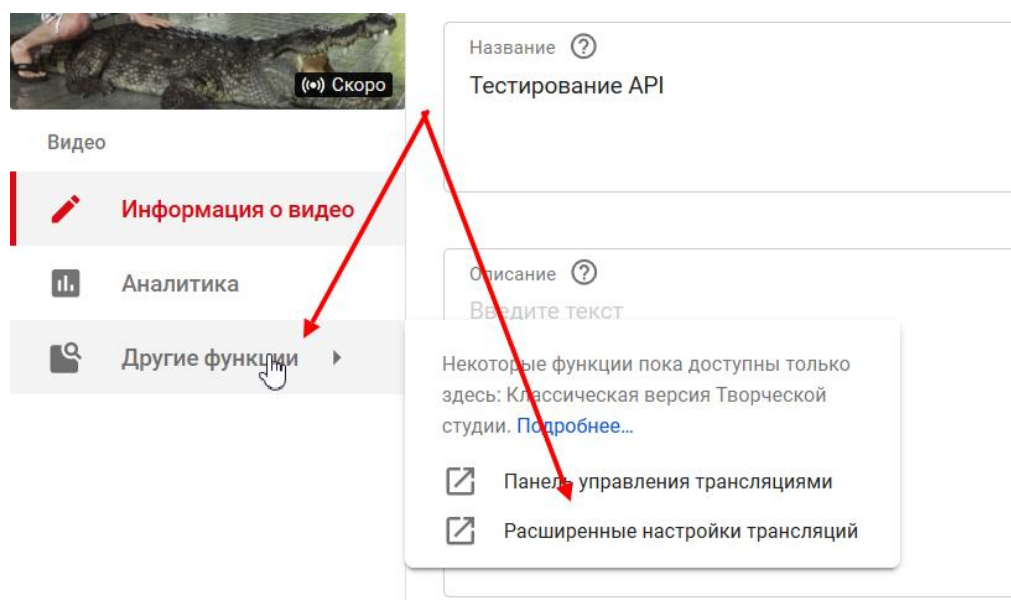 ((•)) Скоро
Видео
Информация о видео
Аналитика
Другие функции
Название ?
Тестирование API
Описание ?
Введите текст
Некоторые функции пока доступны только
здесь: Классическая версия Творческой
студии. Подробнее...
Панель управления трансляциями
Расширенные настройки трансляций